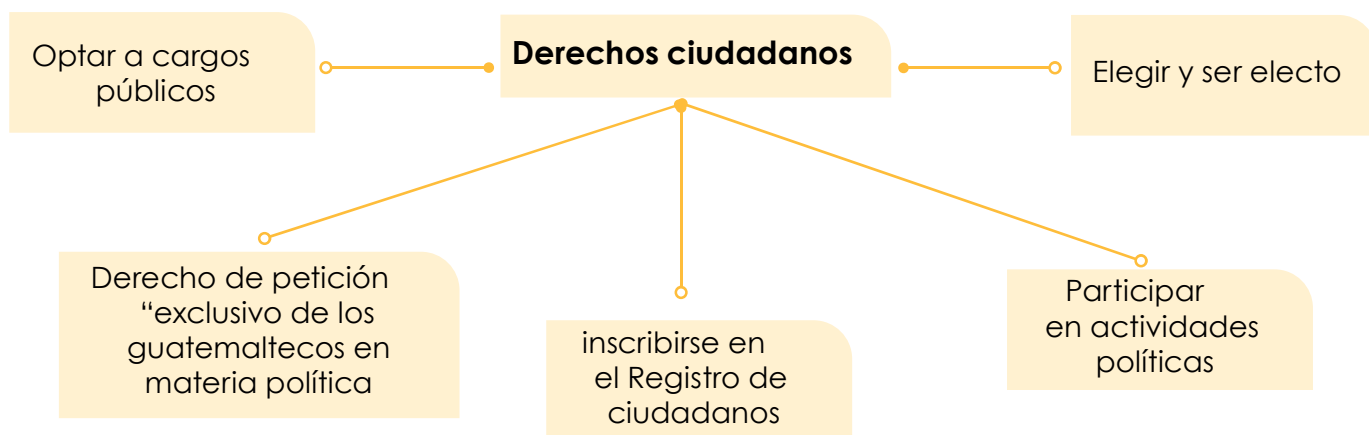 Optar a cargos
públicos
Derechos ciudadanos
Elegir y ser electo
Derecho de petición
“exclusivo de los
guatemaltecos en
materia política
inscribirse en
el Registro de
ciudadanos
Participar
en actividades
políticas